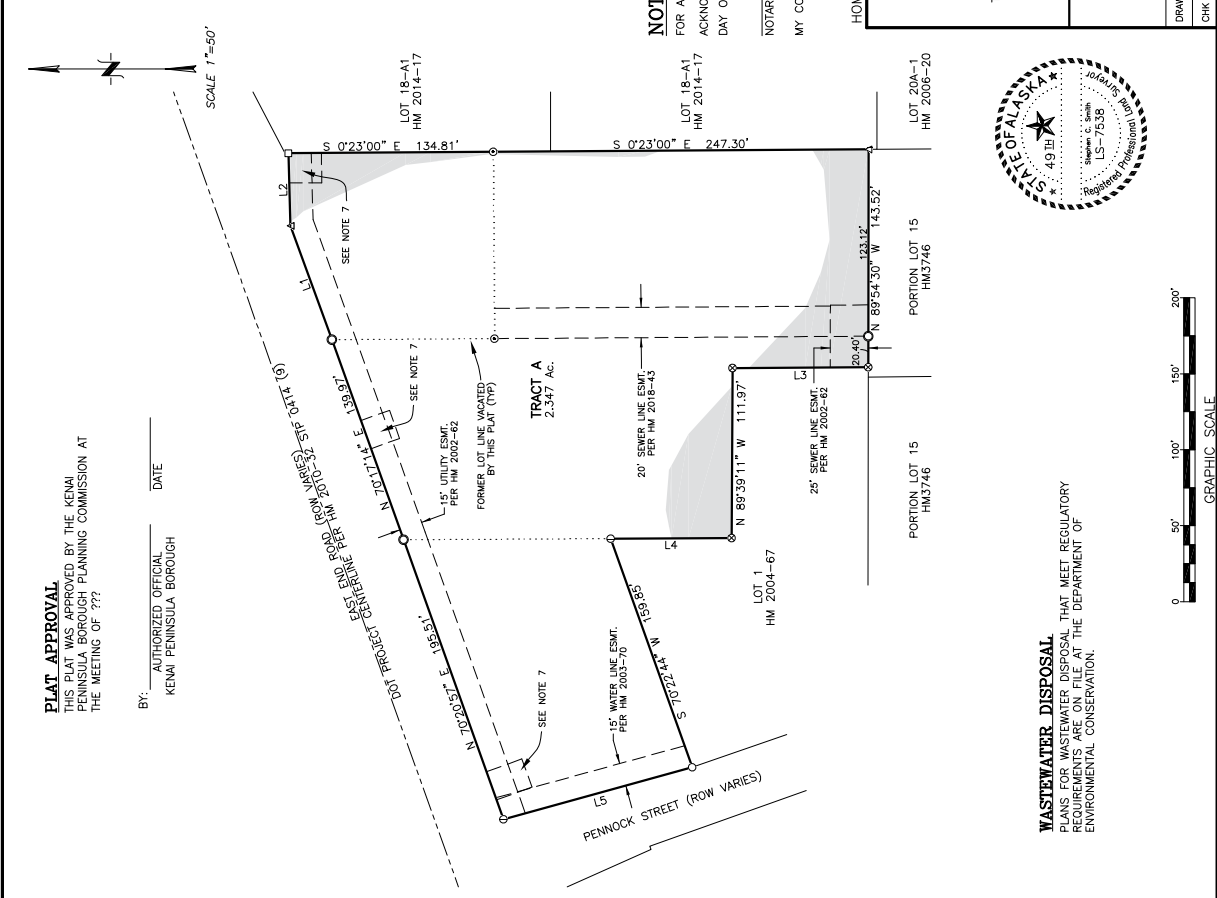 PLAT APPROVAL
THIS PLAT WAS APPROVED BY THE KENAI
PENINSULA BOROUGH PLANNING COMMISSION AT
THE MEETING OF ???
BY:
AUTHORIZED OFFICIAL
KENAI PENINSULA BOROUGH
DATE
N
SCALE 1"=50'
EAST END ROAD (ROW VARIES)
DOT PROJECT CENTERLINE PER HM 2010-32 STP 0414 (9)
LOT 18-A1
HM 2014-17
S 0°23'00" E 134.81'
L2
SEE NOTE 7
L1
N 70°17'14" E 139.97'
SEE NOTE 7
15' UTILITY ESMT.
PER HM 2002-62
FORMER LOT LINE VACATED
BY THIS PLAT (TYP)
TRACT A
2.347 Ac.
S 0°23'00" E 247.30'
LOT 18-A1
HM 2014-17
20' SEWER LINE ESMT.
PER HM 2018-43
25' SEWER LINE ESMT.
PER HM 2002-62
L3
20.40'
123.12'
N 89°54'30" W 143.52'
LOT 20A-1
HM 2006-20
PORTION LOT 15
HM3746
N 89°39'11" W 111.97'
L4
PORTION LOT 15
HM3746
LOT 1
HM 2004-67
N 70°20'57" E 195.51'
SEE NOTE 7
15' WATER LINE ESMT.
PER HM 2003-70
S 70°22'44" W 159.85'
L5
PENNOCK STREET (ROW VARIES)
WASTEWATER DISPOSAL
PLANS FOR WASTEWATER DISPOSAL THAT MEET REGULATORY
REQUIREMENTS ARE ON FILE AT THE DEPARTMENT OF
ENVIRONMENTAL CONSERVATION.
0 50' 100' 150' 200'
GRAPHIC SCALE
STATE OF ALASKA
49 TH
Stephen C. Smith
LS-7538
Registered Professional Land Surveyor
NOT
FOR A
ACKNO
DAY O
NOTAR
MY CO
HOM
DRAW
CHK